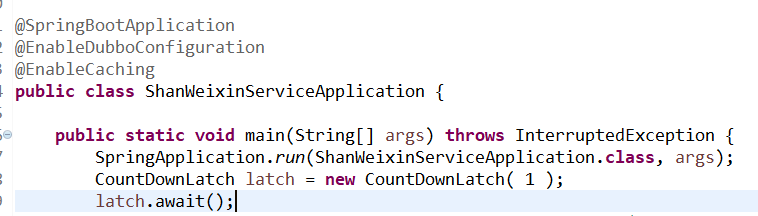 @SpringBootApplication
@EnableDubboConfiguration
@EnableCaching
public class ShanWeixinServiceApplication {
public static void main(String[] args) throws InterruptedException {
SpringApplication.run(ShanWeixinServiceApplication.class, args);
CountDownLatch latch = new CountDownLatch( 1 );
latch.await();